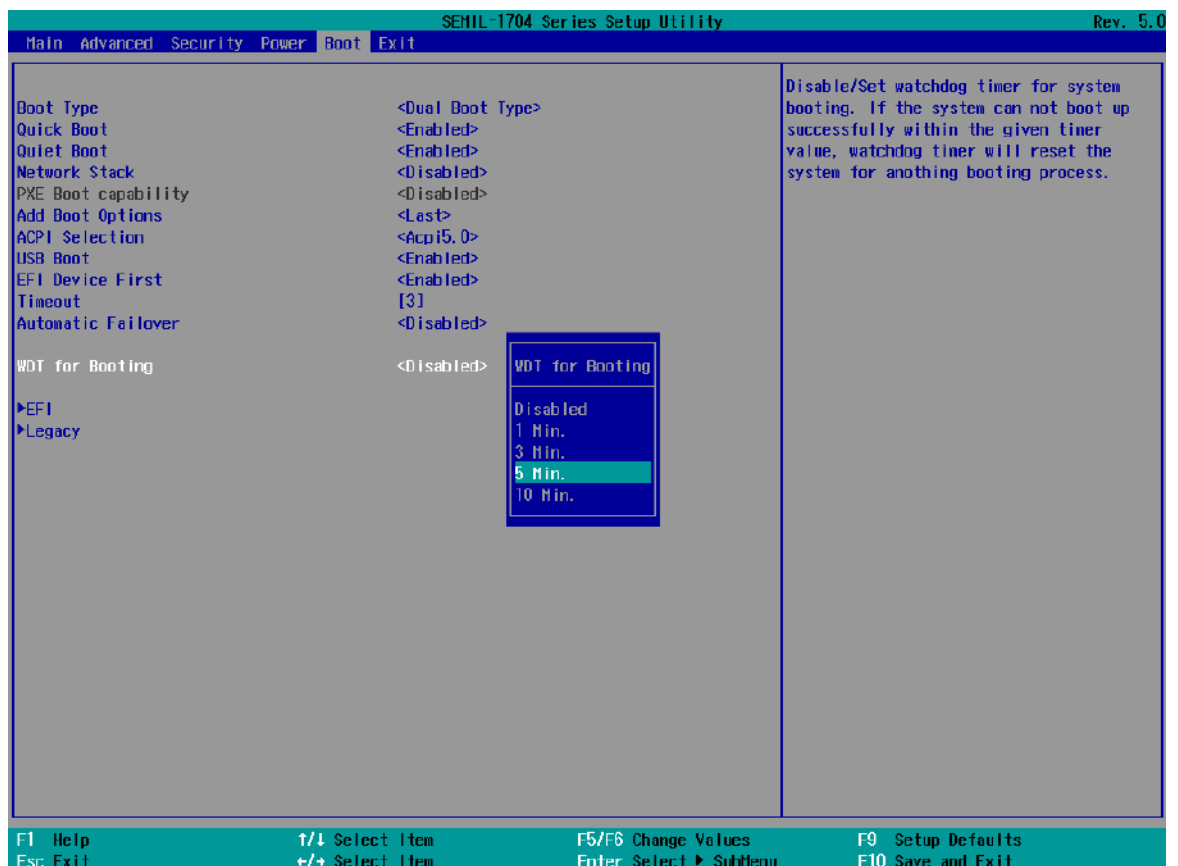 SEMIL-1704 Series Setup Utility Rev. 5.0
Main Advanced Security Power Boot Exit
Disable/Set watchdog timer for system
booting. If the system can not boot up
successfully within the given timer
value, watchdog timer will reset the
system for anothing booting process.
Boot Type <Dual Boot Type>
Quick Boot <Enabled>
Quiet Boot <Enabled>
Network Stack <Disabled>
PXE Boot capability <Disabled>
Add Boot Options <Last>
ACPI Selection <Acpi5.0>
USB Boot <Enabled>
EFI Device First <Enabled>
Timeout [3]
Automatic Failover <Disabled>
WDT for Booting <Disabled>
▶EFI
▶Legacy
WDT for Booting
Disabled
1 Min.
3 Min.
5 Min.
10 Min.
F1 Help ↑/↓ Select Item F5/F6 Change Values F9 Setup Defaults
Esc Exit ←/→ Select Item Enter Select ▶ SubMenu F10 Save and Exit